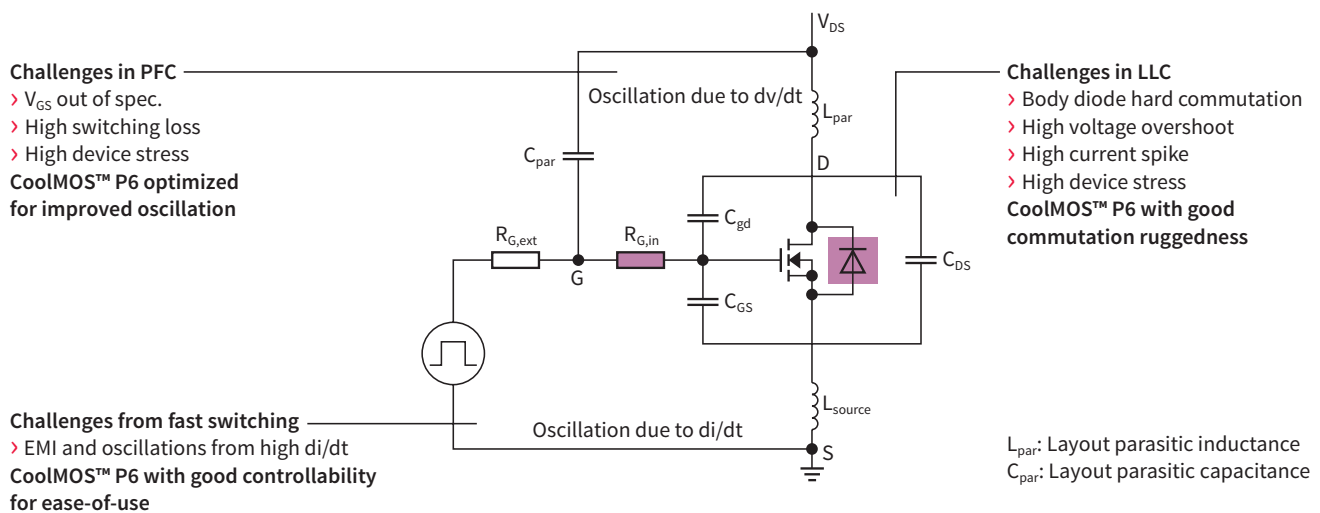 V_DS
Challenges in PFC
› V_GS out of spec.
› High switching loss
› High device stress
CoolMOS™ P6 optimized
for improved oscillation
Oscillation due to dv/dt
L_par
C_par
D
Challenges in LLC
› Body diode hard commutation
› High voltage overshoot
› High current spike
› High device stress
CoolMOS™ P6 with good
commutation ruggedness
R_G,ext
G
R_G,in
C_gd
C_GS
C_DS
Challenges from fast switching
› EMI and oscillations from high di/dt
CoolMOS™ P6 with good controllability
for ease-of-use
Oscillation due to di/dt
L_source
S
L_par: Layout parasitic inductance
C_par: Layout parasitic capacitance